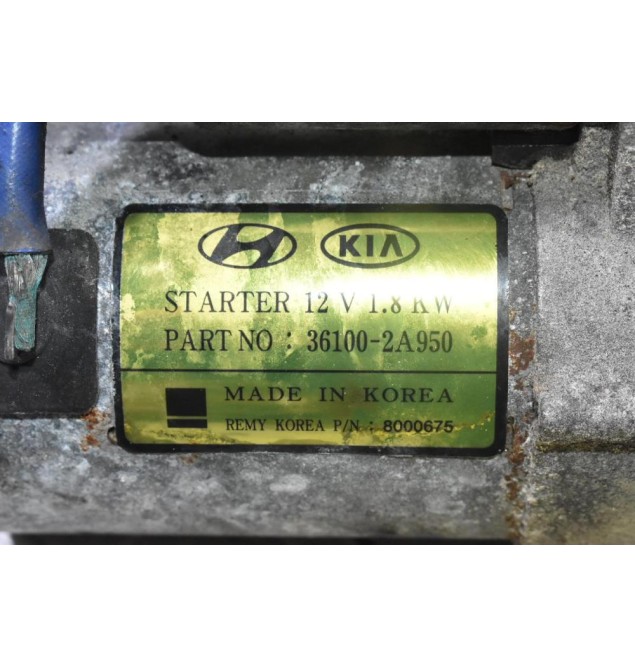 KIA
STARTER 12 V 1.8 KW
PART NO : 36100-2A950
MADE IN KOREA
REMY KOREA P/N : 8000675